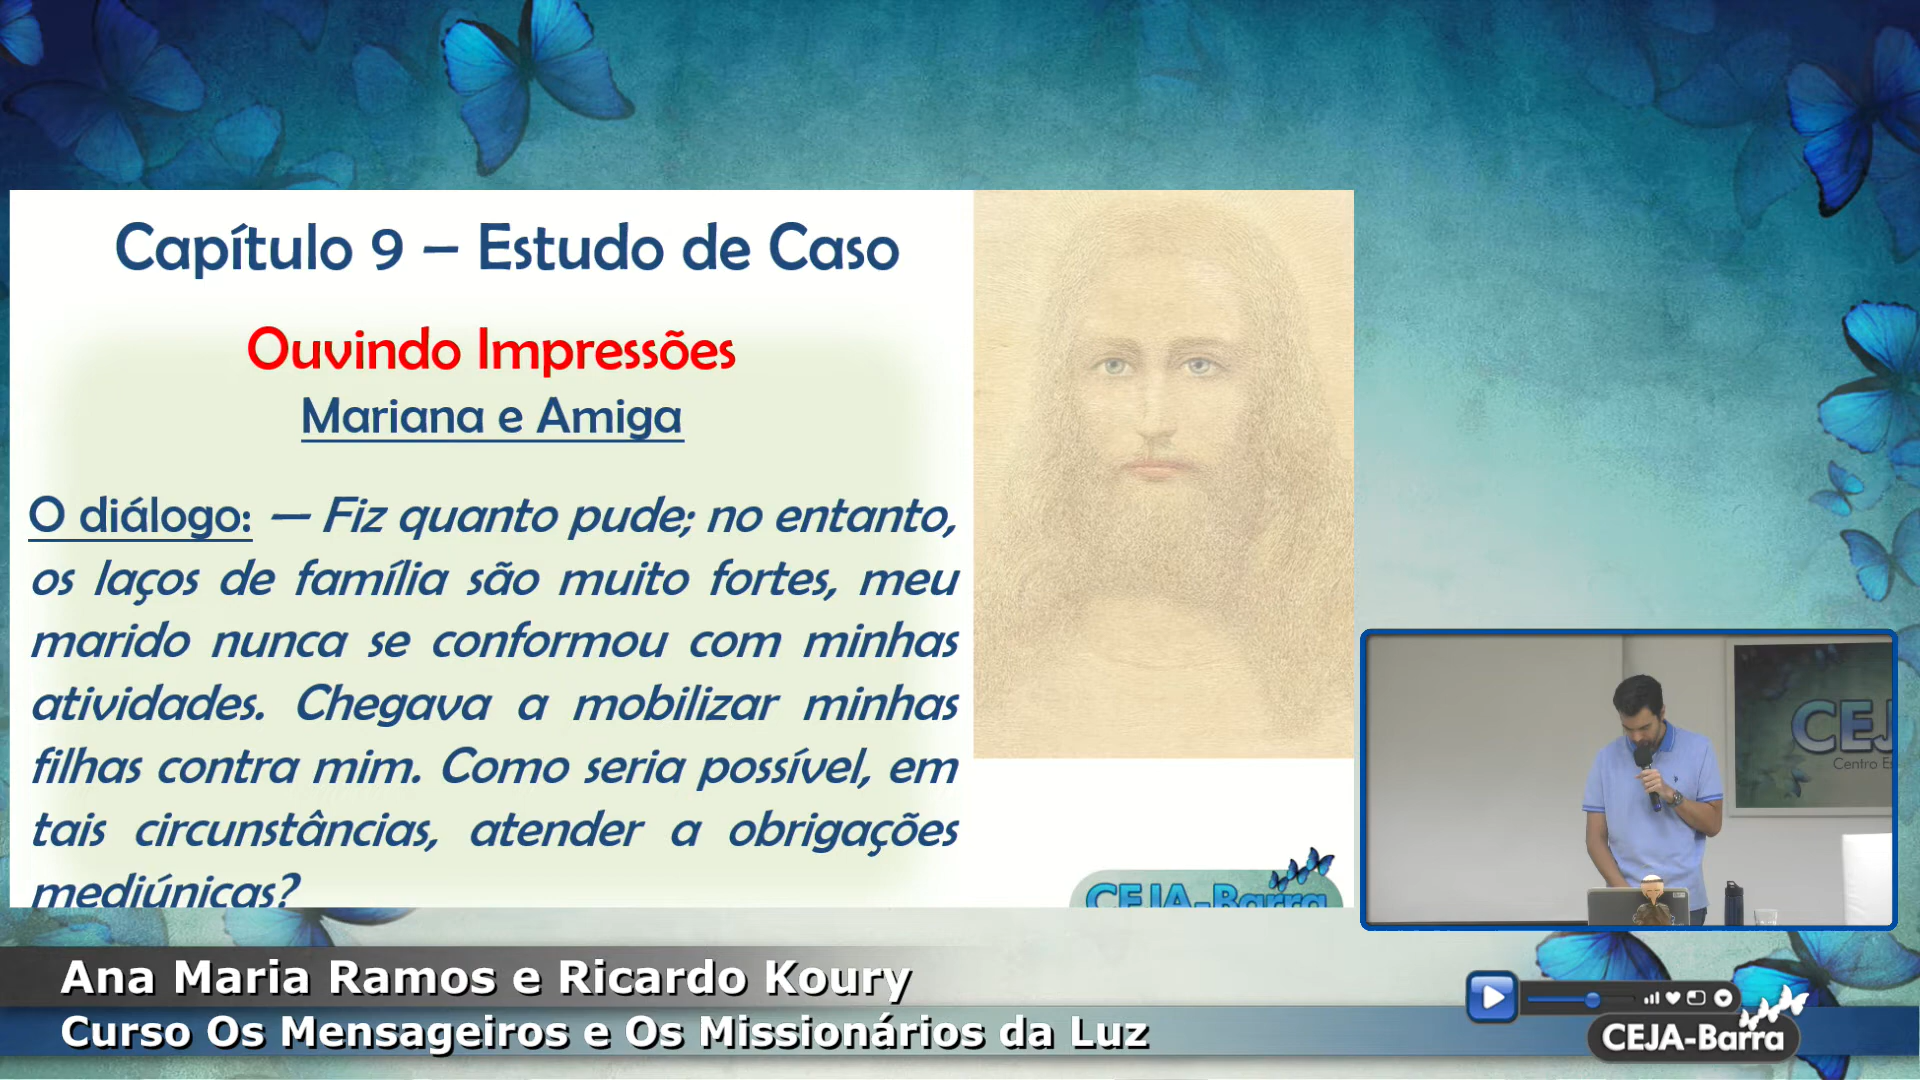 Capítulo 9 – Estudo de Caso
Ouvindo Impressões
Mariana e Amiga
O diálogo: — Fiz quanto pude; no entanto,
os laços de família são muito fortes, meu
marido nunca se conformou com minhas
atividades. Chegava a mobilizar minhas
filhas contra mim. Como seria possível, em
tais circunstâncias, atender a obrigações
mediúnicas?
CEJA-Barra
CEJ
Centro E
Ana Maria Ramos e Ricardo Koury
Curso Os Mensageiros e Os Missionários da Luz
CEJA-Barra